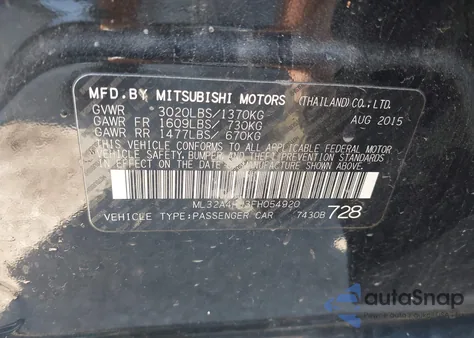 MFD. BY MITSUBISHI MOTORS (THAILAND) CO., LTD.
GVWR 3020LBS/1370KG AUG 2015
GAWR FR 1609LBS/ 730KG
GAWR RR 1477LBS/ 670KG
THIS VEHICLE CONFORMS TO ALL APPLICABLE FEDERAL MOTOR
VEHICLE SAFETY, BUMPER AND THEFT PREVENTION STANDARDS
IN EFFECT ON THE DATE OF MANUFACTURE SHOWN ABOVE.
VEHICLE TYPE:PASSENGER CAR 7430B 728
autoSnap